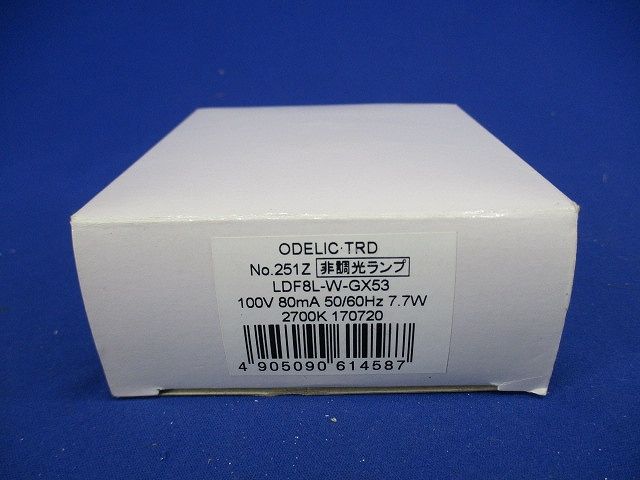 ODELIC·TRD
No.251Z 非調光ランプ
LDF8L-W-GX53
100V 80mA 50/60Hz 7.7W
2700K 170720
4 905090 614587